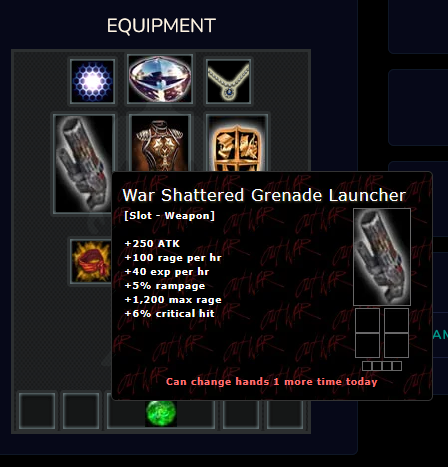 EQUIPMENT
War Shattered Grenade Launcher
[Slot - Weapon]
+250 ATK
+100 rage per hr
+40 exp per hr
+5% rampage
+1,200 max rage
+6% critical hit
Can change hands 1 more time today
AM